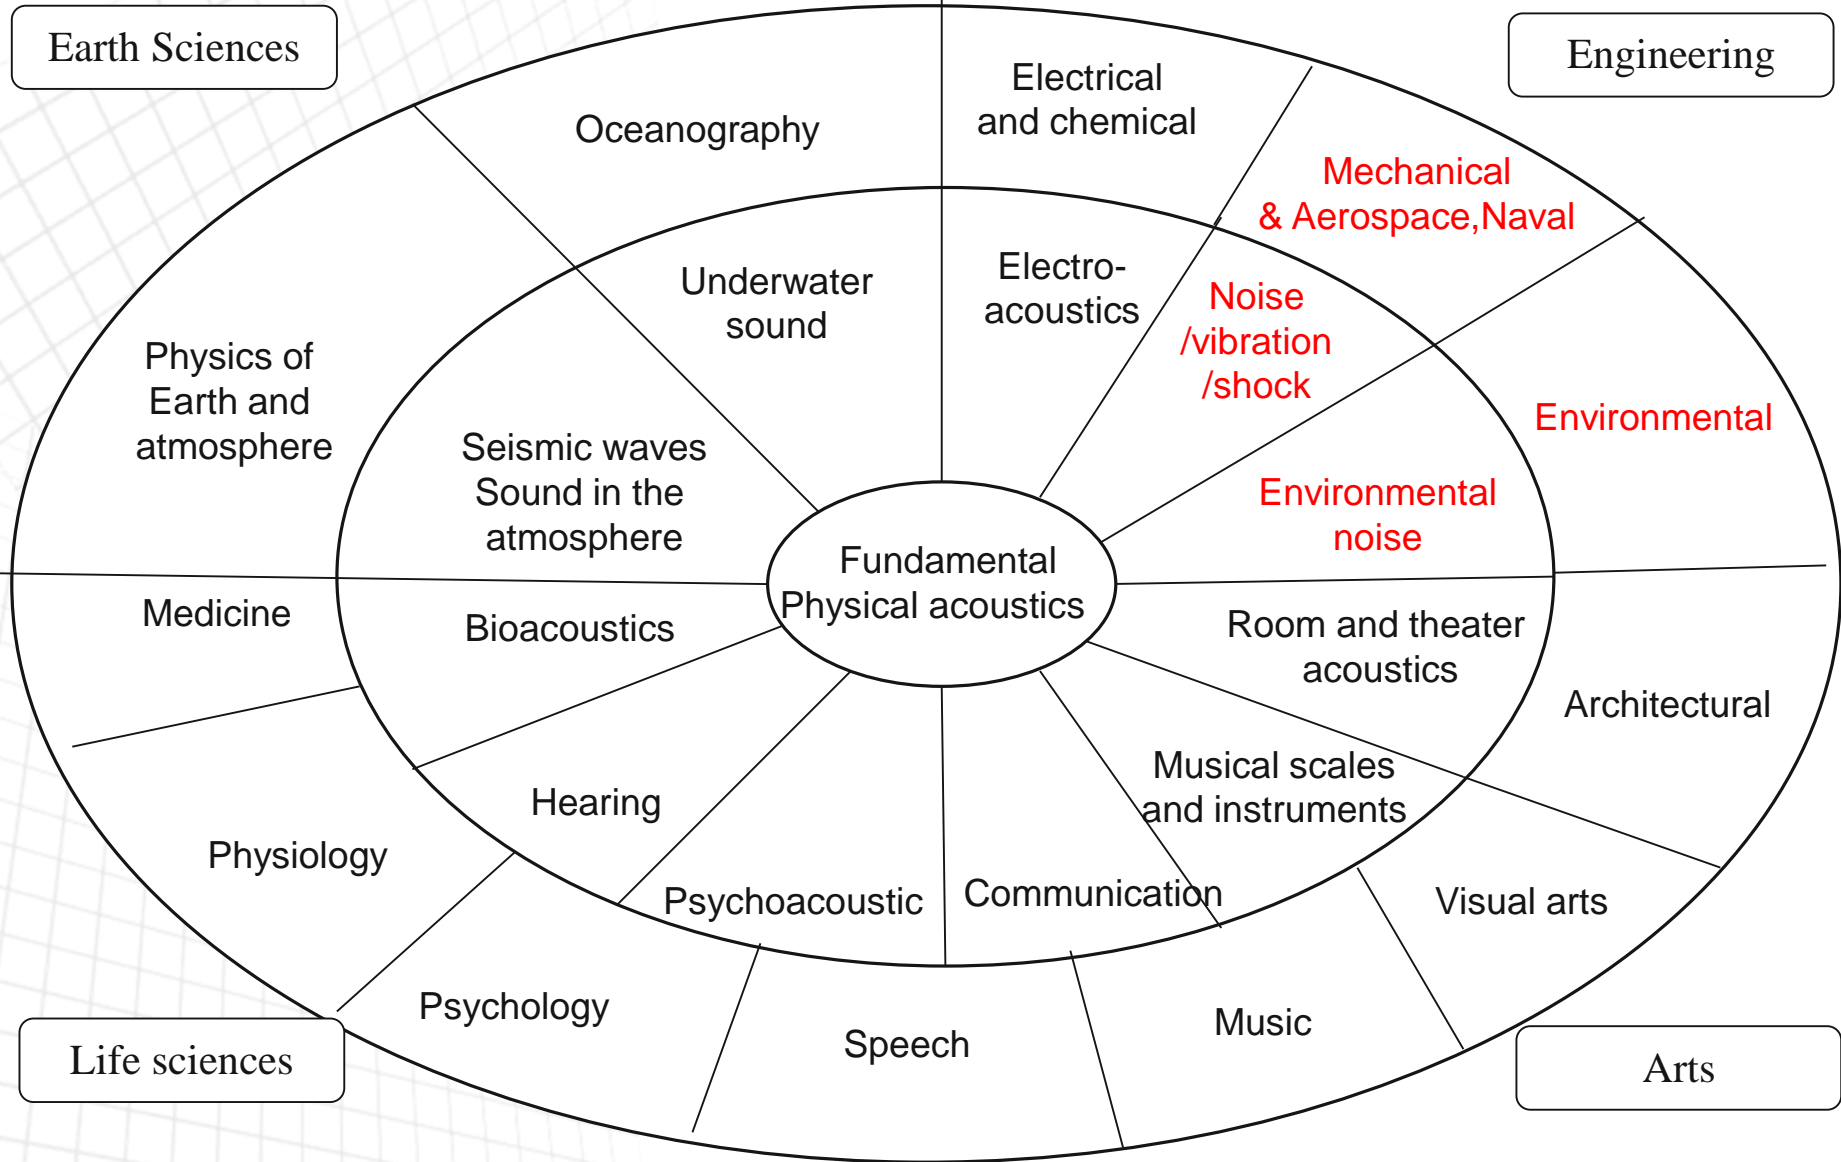 Earth Sciences
Engineering
Electrical
and chemical
Oceanography
Mechanical
& Aerospace,Naval
Underwater
sound
Electro-
acoustics
Noise
/vibration
/shock
Physics of
Earth and
atmosphere
Seismic waves
Sound in the
atmosphere
Environmental
Environmental
noise
Fundamental
Physical acoustics
Medicine
Bioacoustics
Room and theater
acoustics
Architectural
Hearing
Musical scales
and instruments
Physiology
Psychoacoustic
Communication
Visual arts
Psychology
Speech
Music
Life sciences
Arts